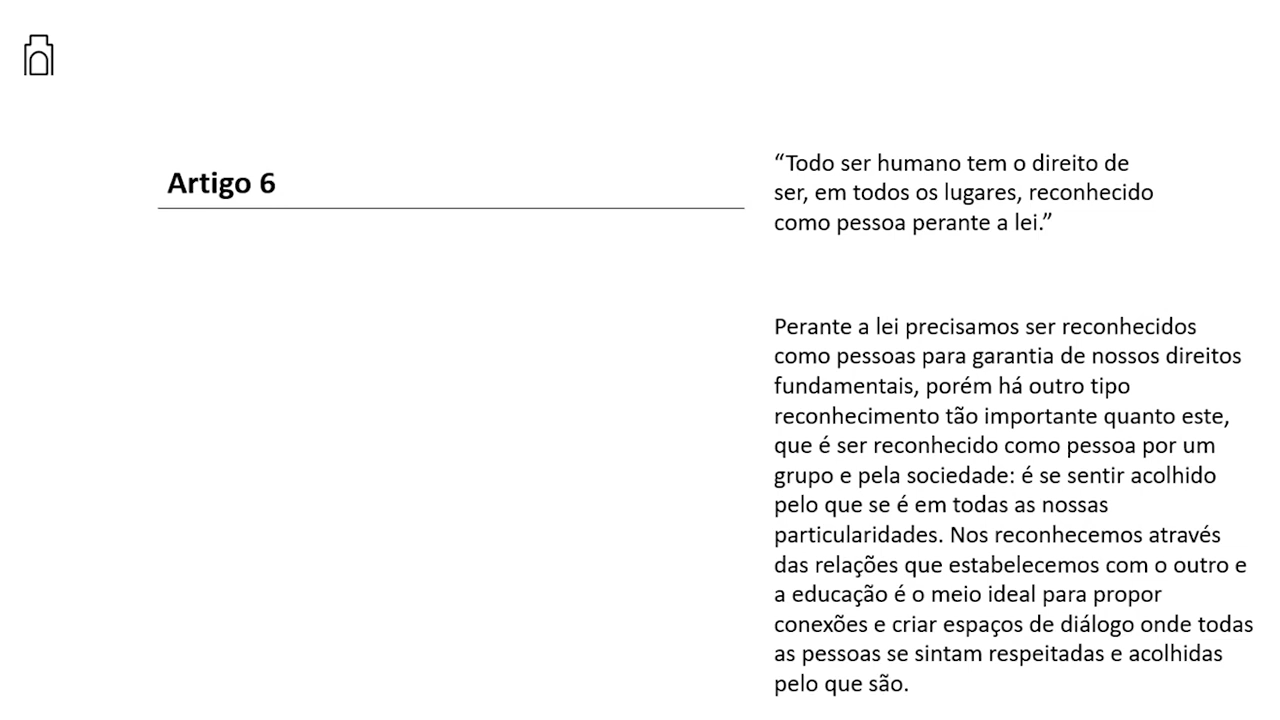 Artigo 6
“Todo ser humano tem o direito de
ser, em todos os lugares, reconhecido
como pessoa perante a lei.”
Perante a lei precisamos ser reconhecidos
como pessoas para garantia de nossos direitos
fundamentais, porém há outro tipo
reconhecimento tão importante quanto este,
que é ser reconhecido como pessoa por um
grupo e pela sociedade: é se sentir acolhido
pelo que se é em todas as nossas
particularidades. Nos reconhecemos através
das relações que estabelecemos com o outro e
a educação é o meio ideal para propor
conexões e criar espaços de diálogo onde todas
as pessoas se sintam respeitadas e acolhidas
pelo que são.